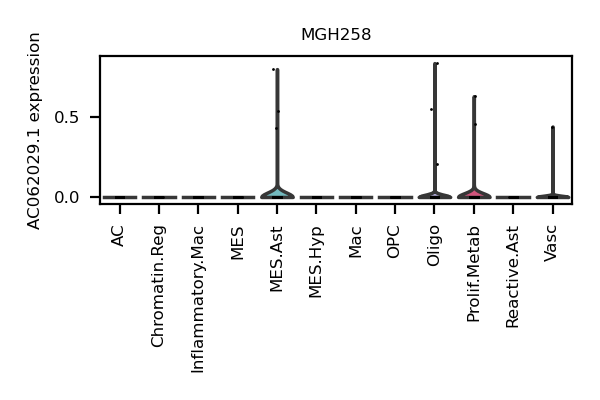 MGH258
AC062029.1 expression
0.5
0.0
AC
Chromatin.Reg
Inflammatory.Mac
MES
MES.Ast
MES.Hyp
Mac
OPC
Oligo
Prolif.Metab
Reactive.Ast
Vasc